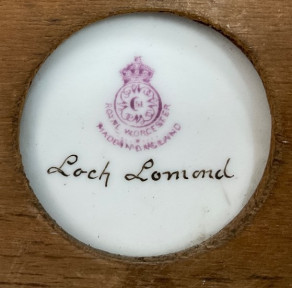 ROYAL WORCESTER
MADE IN ENGLAND
Loch Lomond